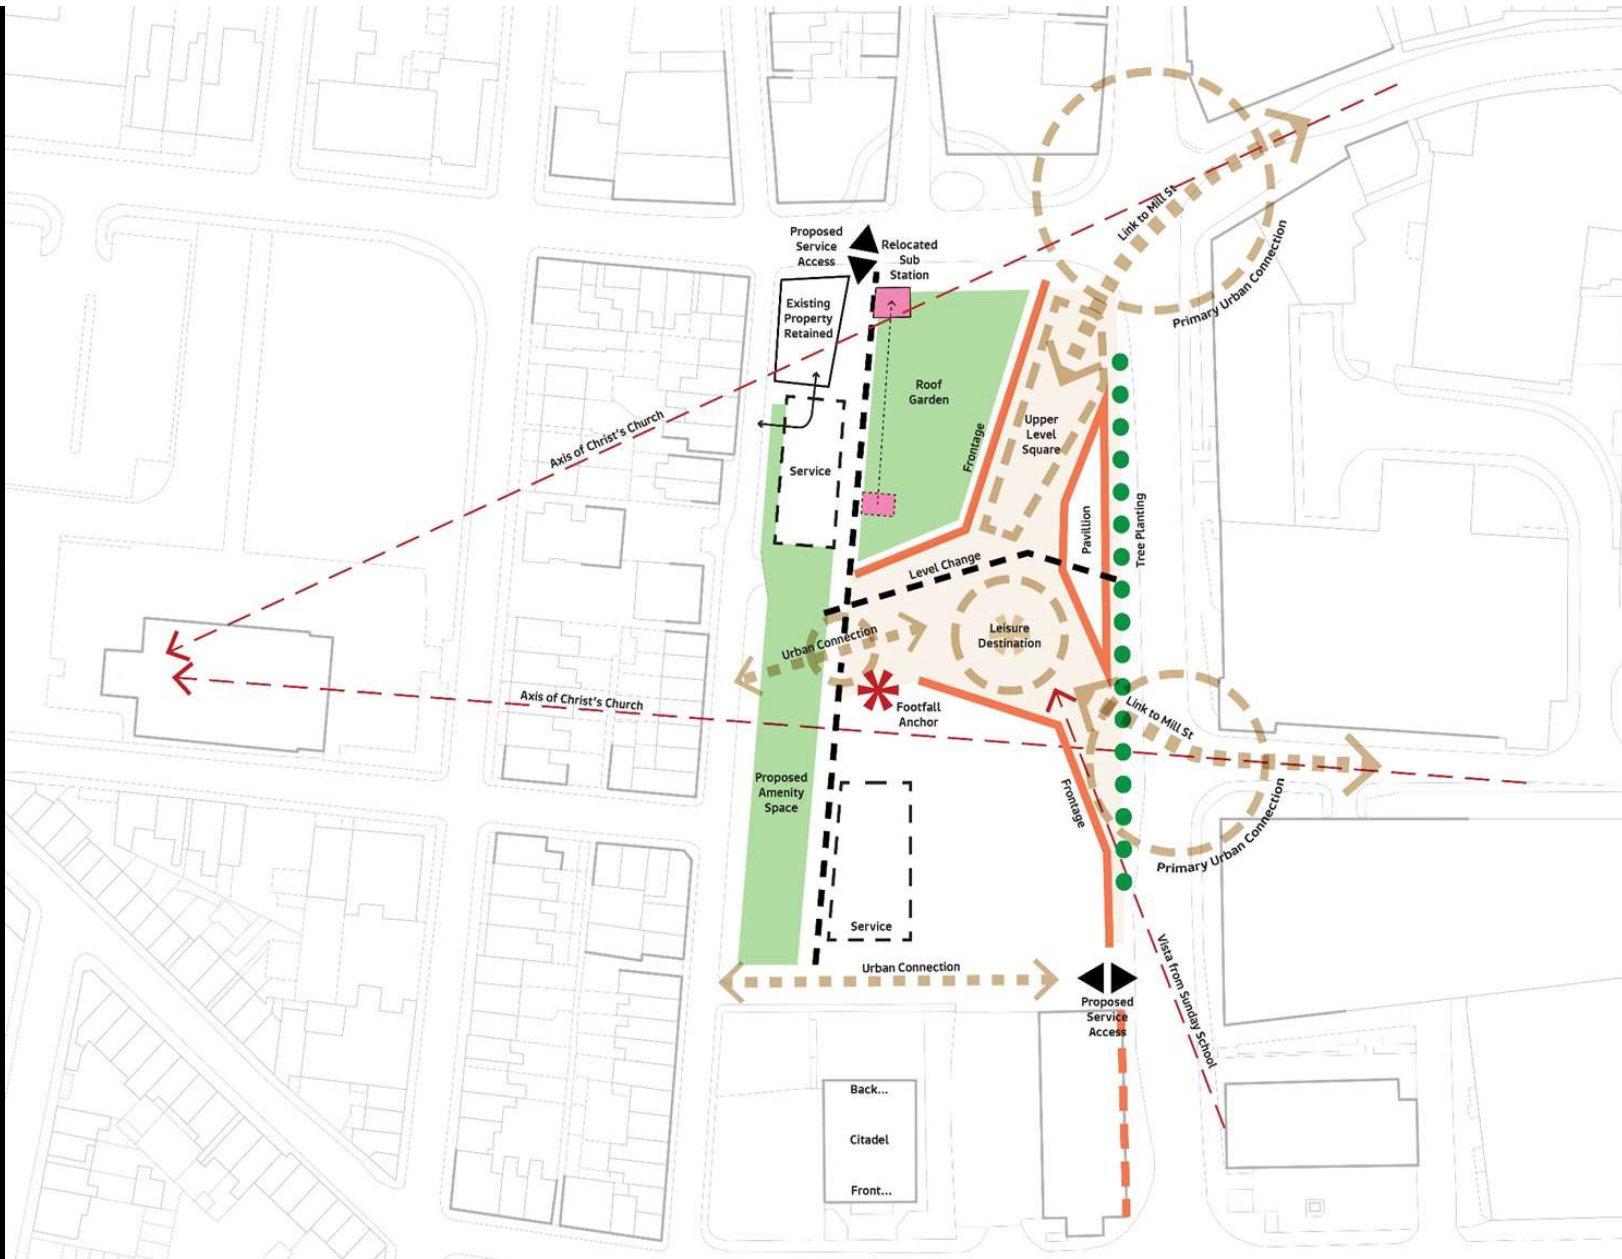 Link to Mill St
Primary Urban Connection
Proposed
Service
Access
Relocated
Sub
Station
Existing
Property
Retained
Roof
Garden
Upper
Level
Square
Frontage
Axis of Christ's Church
Service
Pavillion
Tree Planting
Level Change
Urban Connection
Leisure
Destination
Axis of Christ's Church
Footfall
Anchor
Link to Mill St
Proposed
Amenity
Space
Frontage
Primary Urban Connection
Service
Urban Connection
Proposed
Service
Access
Vista from Sunday School
Back...
Citadel
Front...